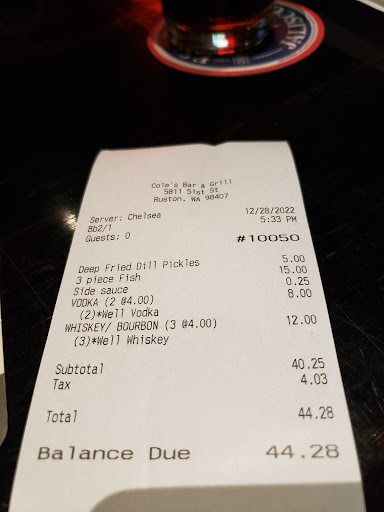 Cole's Bar & Grill
5811 51st St
Ruston, WA 98407
Server: Chelsea 12/28/2022
Bb2/1 5:33 PM
Guests: 0 #10050
Deep Fried Dill Pickles 5.00
3 piece Fish 15.00
Side sauce 0.25
VODKA (2 @4.00) 8.00
(2)*Well Vodka
WHISKEY/ BOURBON (3 @4.00) 12.00
(3)*Well Whiskey
Subtotal 40.25
Tax 4.03
Total 44.28
Balance Due 44.28